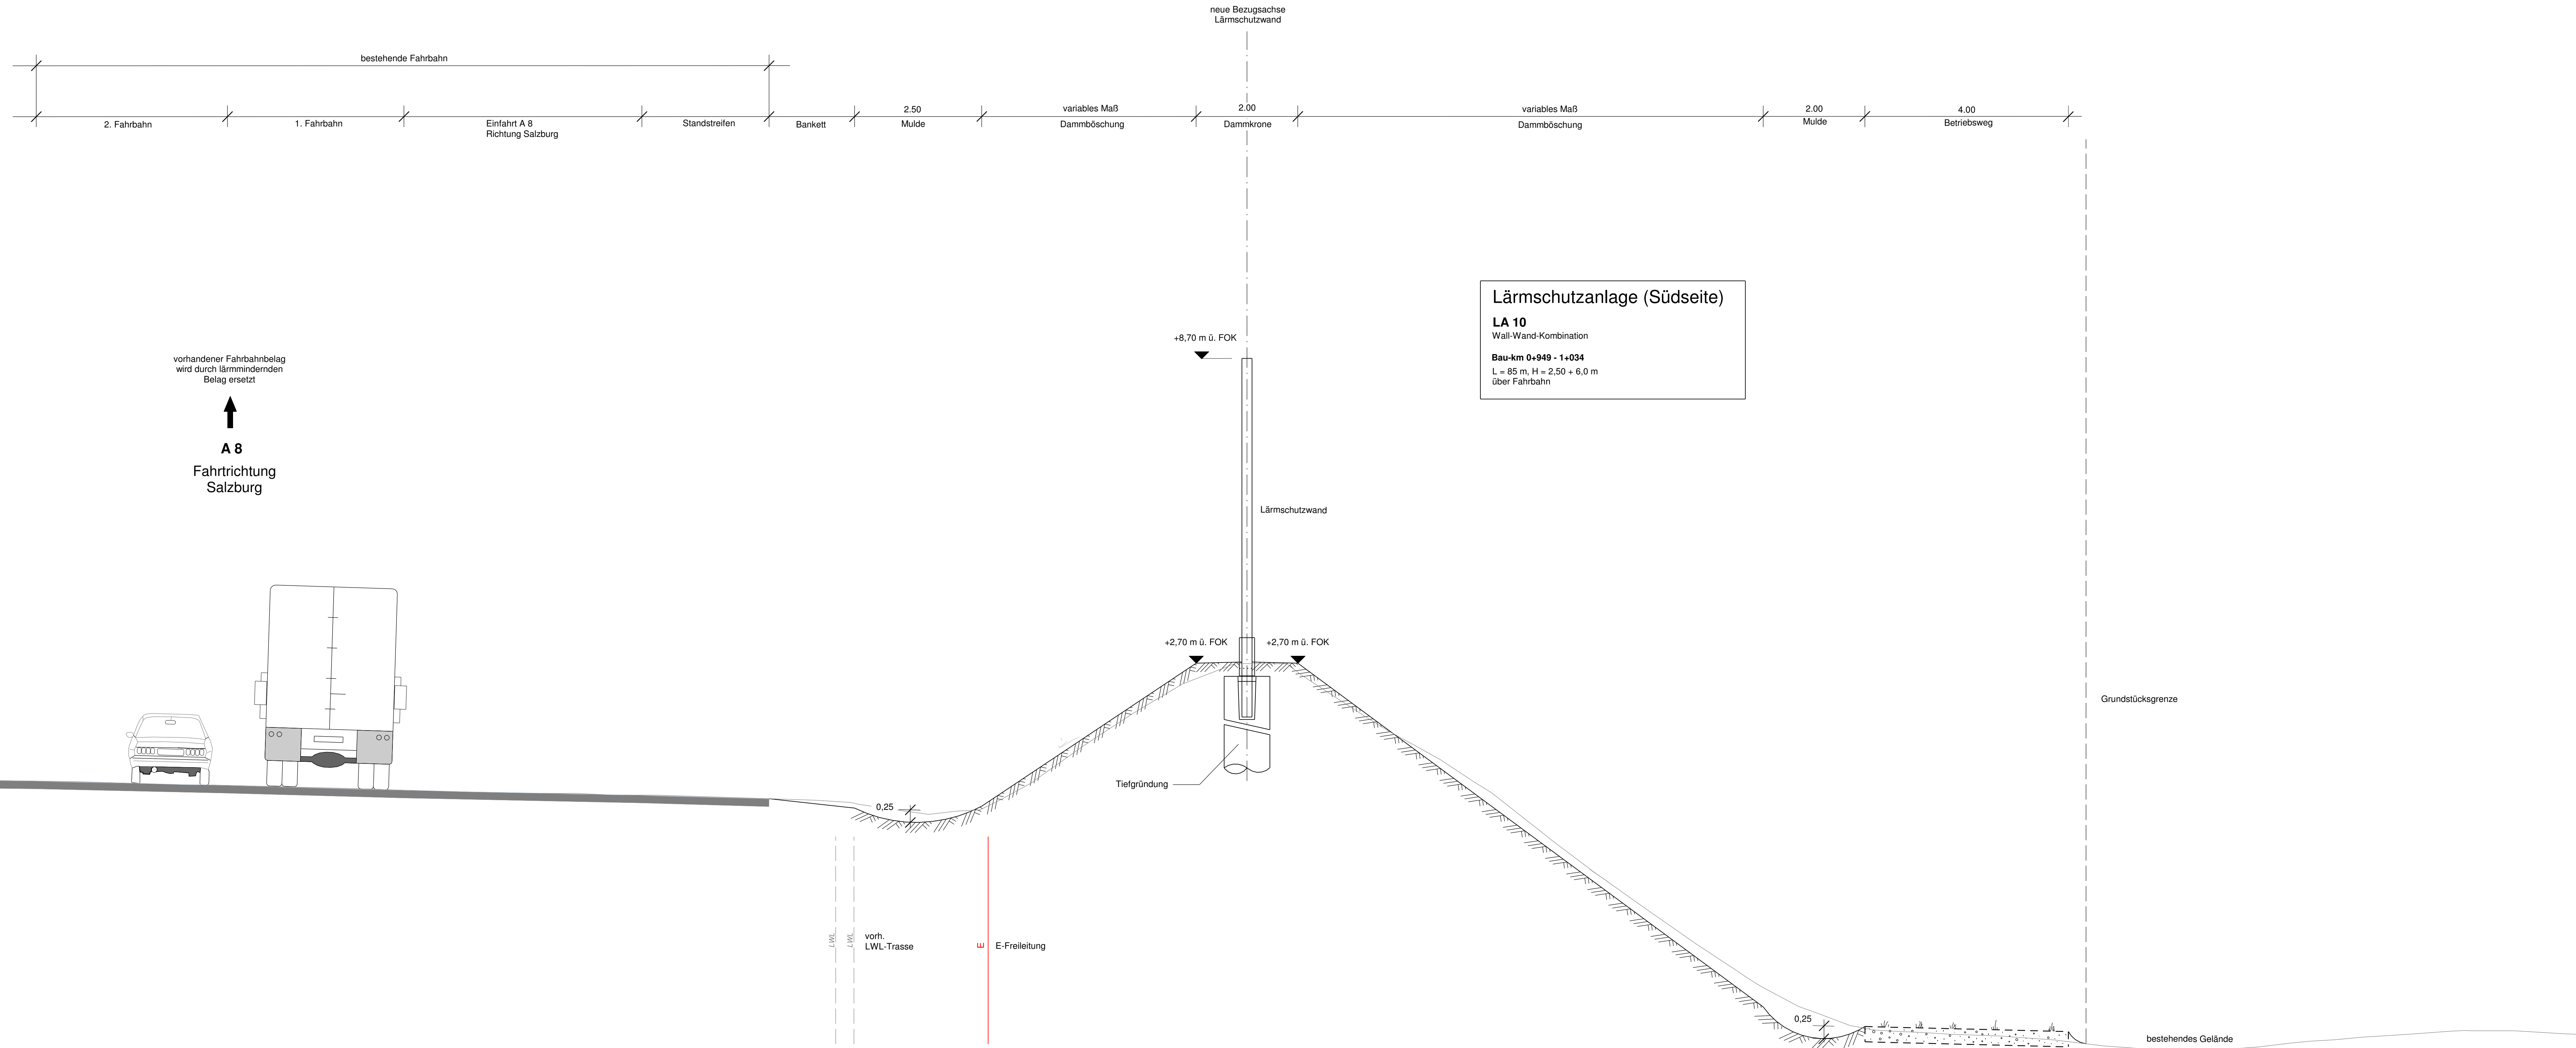 neue Bezugsachse
Lärmschutzwand
bestehende Fahrbahn
2.50
variables Maß
2.00
variables Maß
2.00
4.00
2. Fahrbahn
1. Fahrbahn
Einfahrt A 8
Richtung Salzburg
Standstreifen
Bankett
Mulde
Dammböschung
Dammkrone
Dammböschung
Mulde
Betriebsweg
Lärmschutzanlage (Südseite)
LA 10
Wall-Wand-Kombination
Bau-km 0+949 - 1+034
L = 85 m, H = 2,50 + 6,0 m
über Fahrbahn
+8,70 m ü. FOK
vorhandener Fahrbahnbelag
wird durch lärmmindernden
Belag ersetzt
A 8
Fahrtrichtung
Salzburg
Lärmschutzwand
+2,70 m ü. FOK
+2,70 m ü. FOK
Grundstücksgrenze
Tiefgründung
0,25
LWL
LWL
vorh.
LWL-Trasse
E
E-Freileitung
0,25
bestehendes Gelände